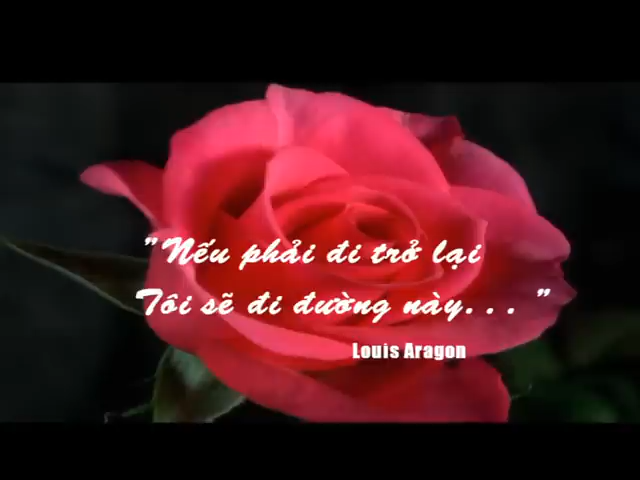 "Nếu phải đi trở lại
Tôi sẽ đi đường này. . . "
Louis Aragon